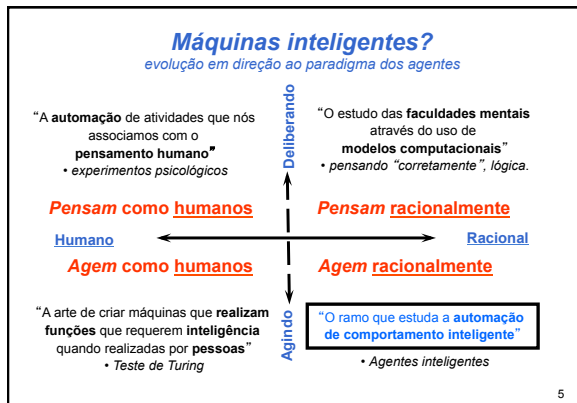 Máquinas inteligentes?
evolução em direção ao paradigma dos agentes
“A automação de atividades que nós
associamos com o
pensamento humano”
• experimentos psicológicos
Deliberando
“O estudo das faculdades mentais
através do uso de
modelos computacionais”
• pensando “corretamente”, lógica.
Pensam como humanos
Pensam racionalmente
Humano
Racional
Agem como humanos
Agem racionalmente
“A arte de criar máquinas que realizam
funções que requerem inteligência
quando realizadas por pessoas”
• Teste de Turing
Agindo
“O ramo que estuda a automação
de comportamento inteligente”
• Agentes inteligentes
5